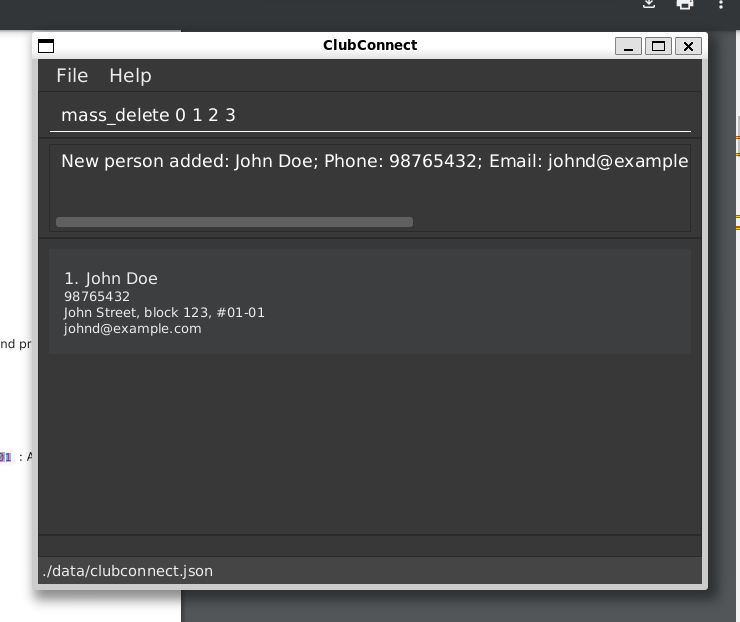 ClubConnect
File Help
mass_delete 0 1 2 3
New person added: John Doe; Phone: 98765432; Email: johnd@example
1. John Doe
98765432
John Street, block 123, #01-01
johnd@example.com
nd pr
01 : A
./data/clubconnect.json